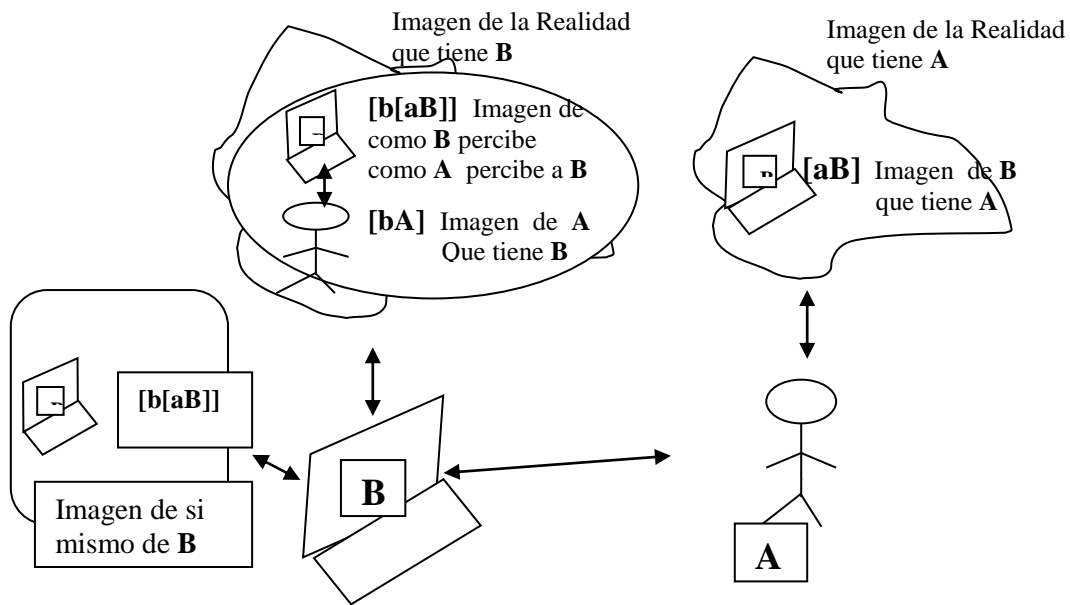 Imagen de la Realidad
que tiene B
[b[aB]] Imagen de
como B percibe
como A percibe a B
[bA] Imagen de A
Que tiene B
Imagen de la Realidad
que tiene A
[aB] Imagen de B
que tiene A
[b[aB]]
Imagen de si
mismo de B
B
A